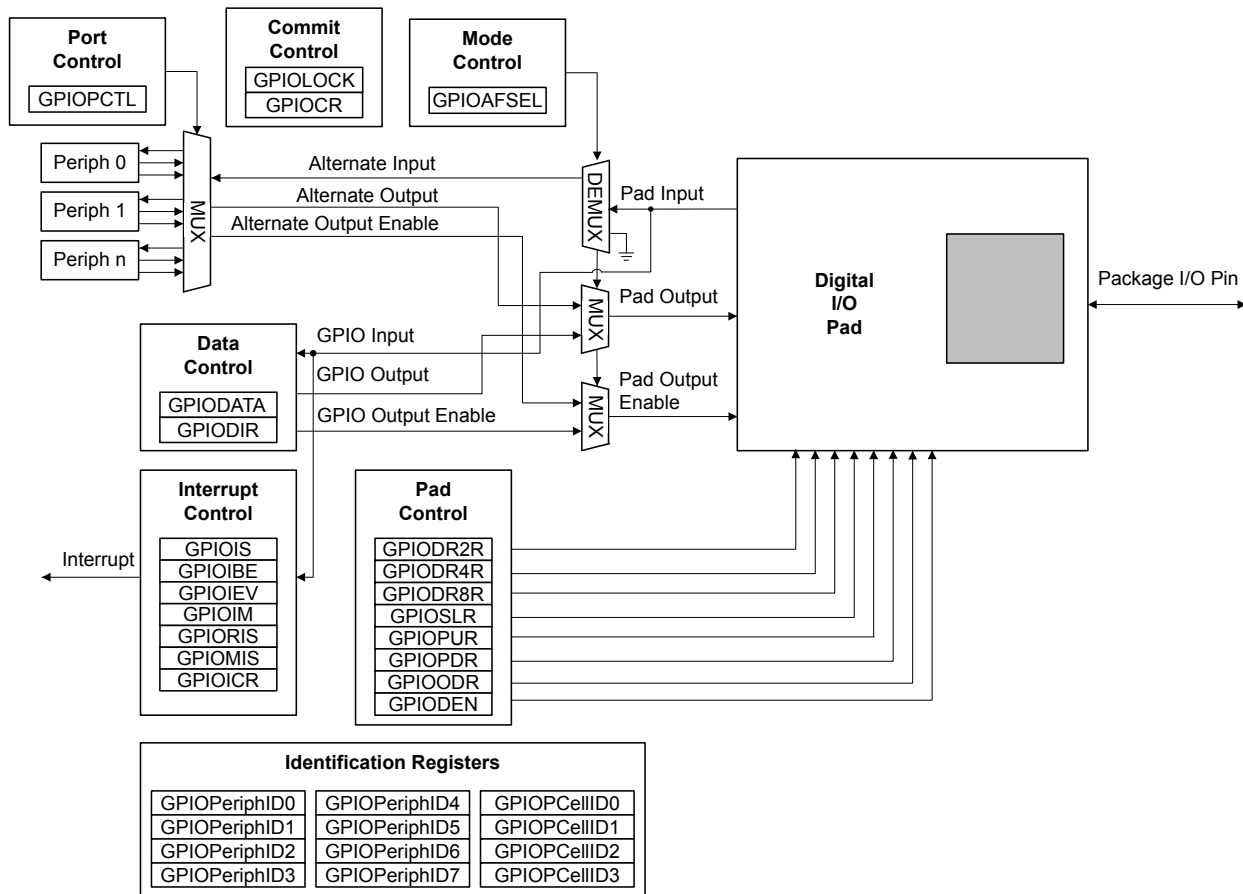 Port
Control
GPIOPCTL
Commit
Control
GPIOLOCK
GPIOCR
Mode
Control
GPIOAFSEL
Periph 0
Periph 1
Periph n
MUX
Alternate Input
Alternate Output
Alternate Output Enable
DEMUX
Pad Input
MUX
Pad Output
MUX
Pad Output
Enable
Digital
I/O
Pad
Package I/O Pin
Data
Control
GPIODATA
GPIODIR
GPIO Input
GPIO Output
GPIO Output Enable
Interrupt
Control
GPIOIS
GPIOIBE
GPIOIEV
GPIOIM
GPIORIS
GPIOMIS
GPIOICR
Interrupt
Pad
Control
GPIODR2R
GPIODR4R
GPIODR8R
GPIOSLR
GPIOPUR
GPIOPDR
GPIOODR
GPIODEN
Identification Registers
GPIOPeriphID0
GPIOPeriphID1
GPIOPeriphID2
GPIOPeriphID3
GPIOPeriphID4
GPIOPeriphID5
GPIOPeriphID6
GPIOPeriphID7
GPIOPCellID0
GPIOPCellID1
GPIOPCellID2
GPIOPCellID3